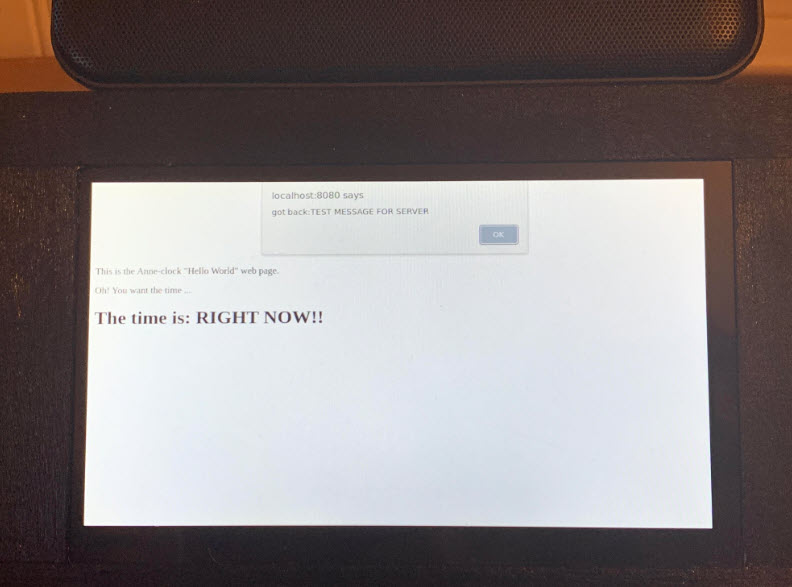 localhost:8080 says
got back:TEST MESSAGE FOR SERVER
OK
This is the Anne-clock "Hello World" web page.
Oh! You want the time ...
The time is: RIGHT NOW!!